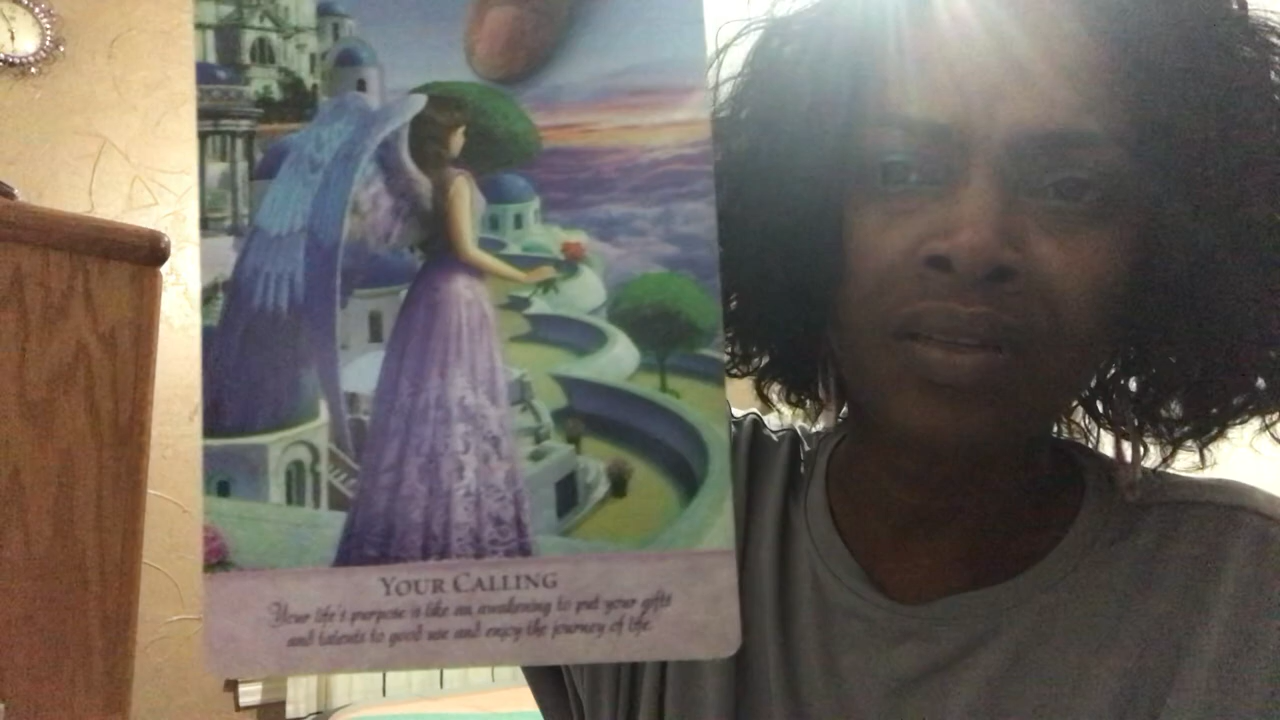 YOUR CALLING
Your life's purpose is like an awakening to put your gifts
and talents to good use and enjoy the journey of life.